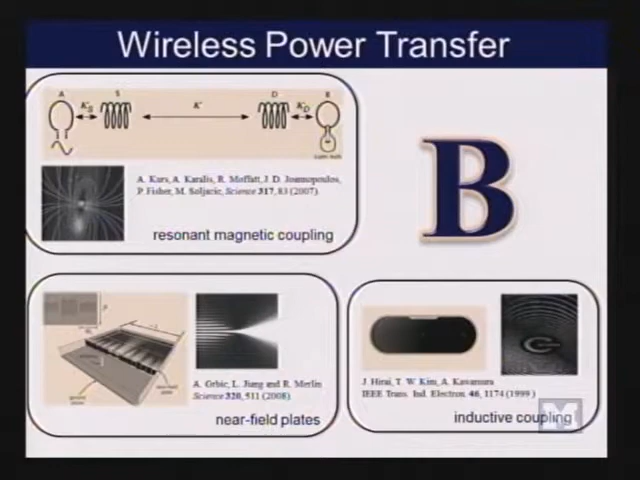 Wireless Power Transfer
A
S
D
B
K
A. Kurs, A. Karalis, R. Moffatt, J. D. Joannopoulos,
P. Fisher, M. Soljacic, Science 317, 83 (2007).
resonant magnetic coupling
B
A. Grbic, L. Jiang and R. Merlin
Science 320, 511 (2008).
near-field plates
J. Hirai, T. W. Kim, A. Kawamura
IEEE Trans. Ind. Electron. 46, 1174 (1999)
inductive coupling
M